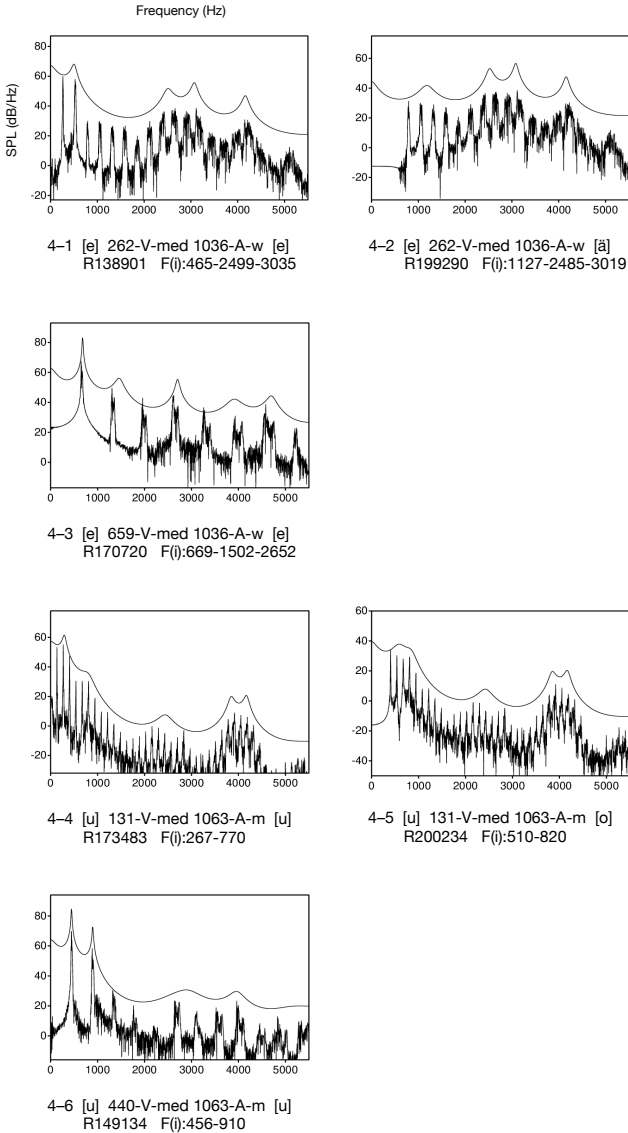 Frequency (Hz)
SPL (dB/Hz)
80
60
40
20
0
-20
0 1000 2000 3000 4000 5000
4–1 [e] 262-V-med 1036-A-w [e]
R138901 F(i):465-2499-3035
60
40
20
0
-20
0 1000 2000 3000 4000 5000
4–2 [e] 262-V-med 1036-A-w [ä]
R199290 F(i):1127-2485-3019
80
60
40
20
0
0 1000 2000 3000 4000 5000
4–3 [e] 659-V-med 1036-A-w [e]
R170720 F(i):669-1502-2652
60
40
20
0
-20
0 1000 2000 3000 4000 5000
4–4 [u] 131-V-med 1063-A-m [u]
R173483 F(i):267-770
60
40
20
0
-20
-40
0 1000 2000 3000 4000 5000
4–5 [u] 131-V-med 1063-A-m [o]
R200234 F(i):510-820
80
60
40
20
0
0 1000 2000 3000 4000 5000
4–6 [u] 440-V-med 1063-A-m [u]
R149134 F(i):456-910